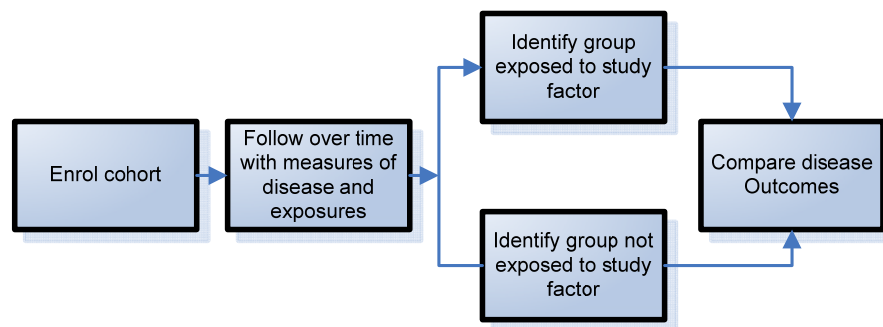 Enrol cohort
Follow over time
with measures of
disease and
exposures
Identify group
exposed to study
factor
Identify group not
exposed to study
factor
Compare disease
Outcomes